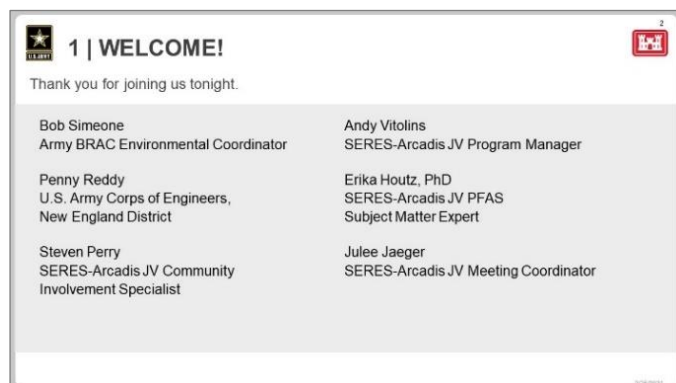 2
U.S. ARMY
1 | WELCOME!
Thank you for joining us tonight.
Bob Simeone
Army BRAC Environmental Coordinator
Penny Reddy
U.S. Army Corps of Engineers,
New England District
Steven Perry
SERES-Arcadis JV Community
Involvement Specialist
Andy Vitolins
SERES-Arcadis JV Program Manager
Erika Houtz, PhD
SERES-Arcadis JV PFAS
Subject Matter Expert
Julee Jaeger
SERES-Arcadis JV Meeting Coordinator